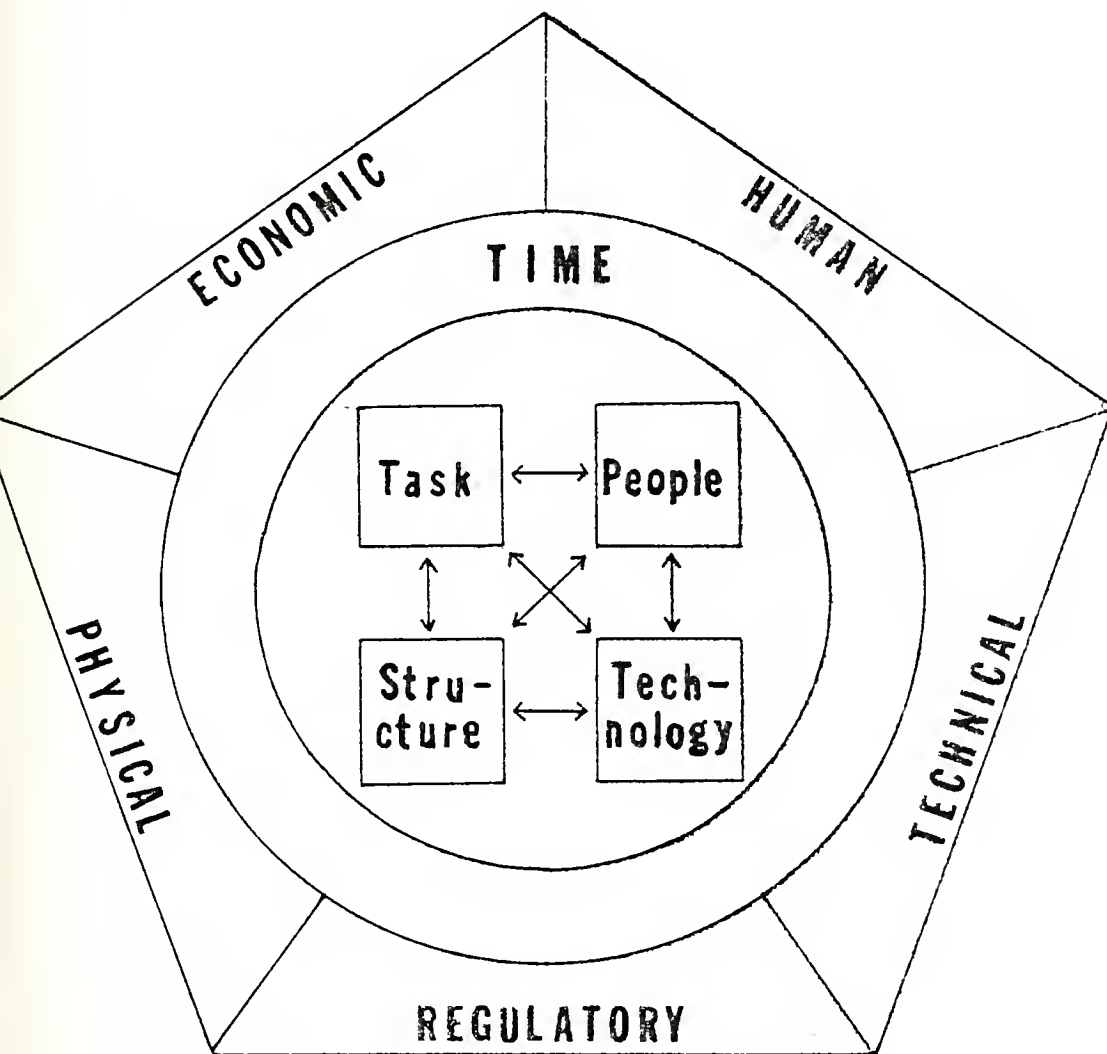 ECONOMIC
HUMAN
TIME
Task
People
PHYSICAL
TECHNICAL
Stru-
cture
Tech-
nology
REGULATORY